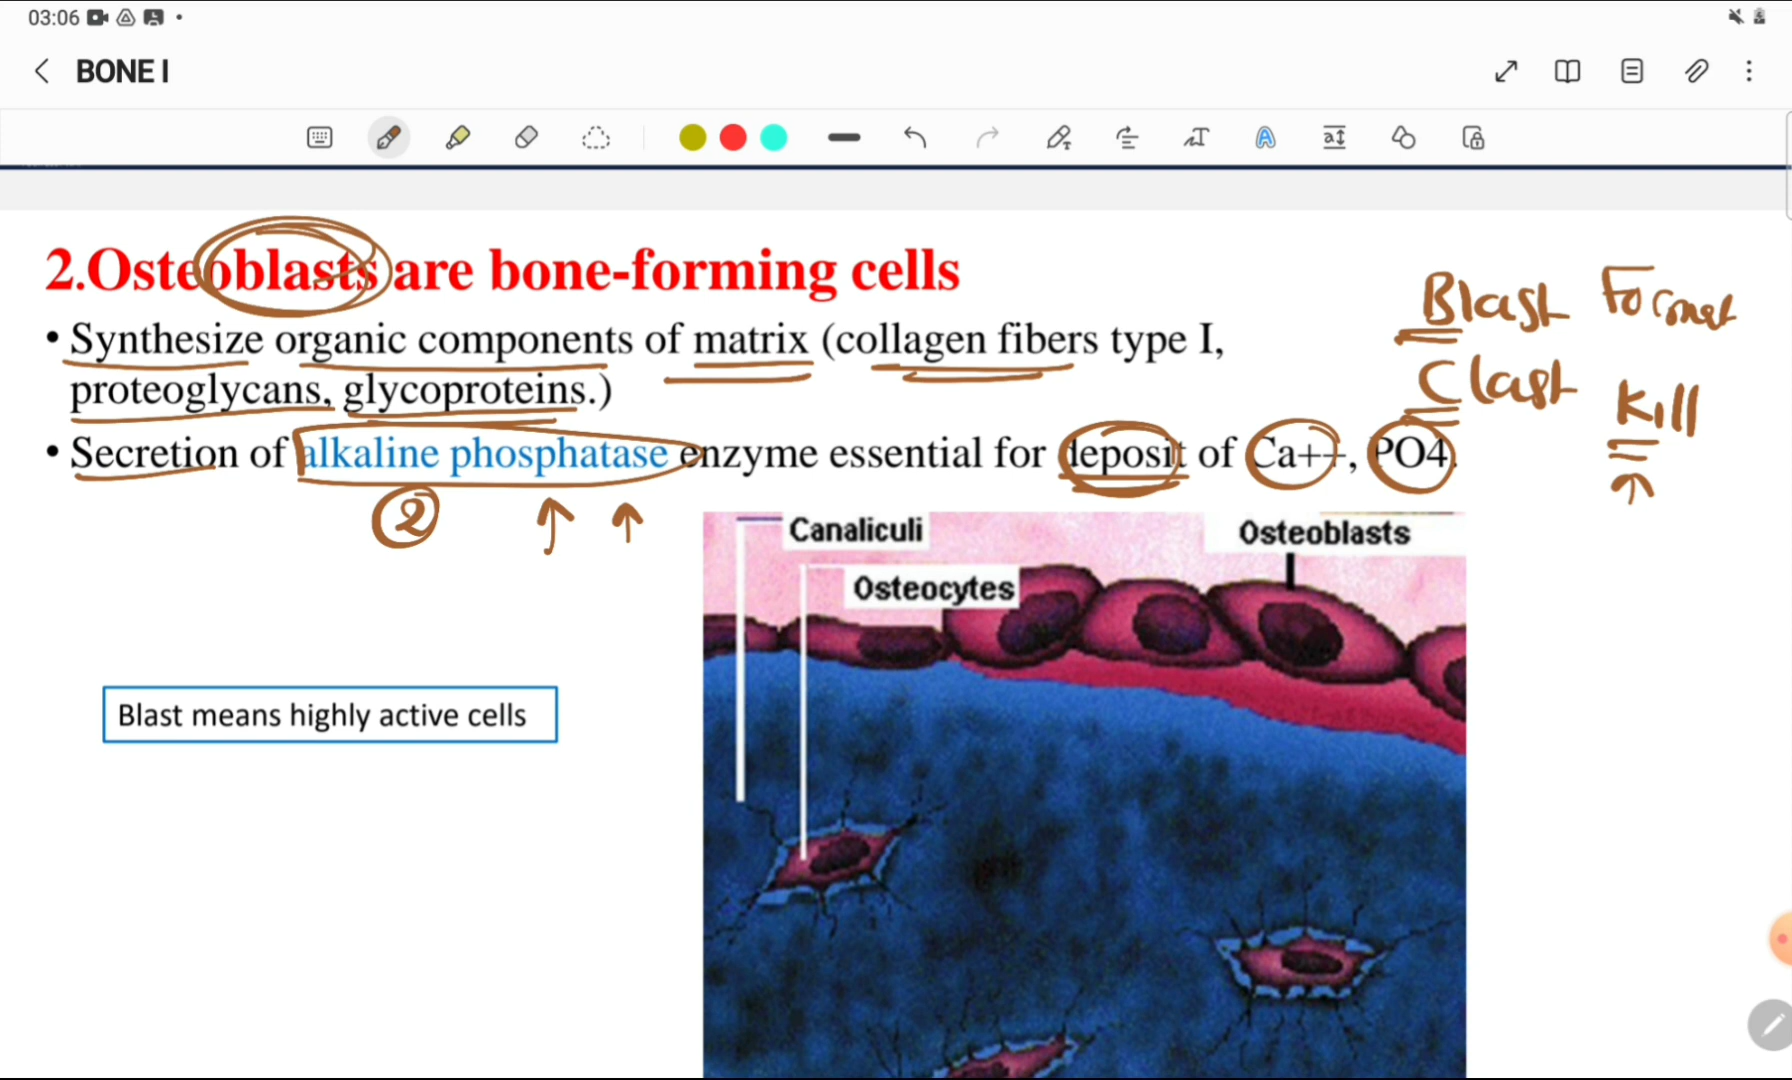 03:06
BONE I
2.Osteoblasts are bone-forming cells
• Synthesize organic components of matrix (collagen fibers type I,
proteoglycans, glycoproteins.)
• Secretion of alkaline phosphatase enzyme essential for deposit of Ca++, PO4.
Blast
Clast Kill
2
Canaliculi
Osteoblasts
Osteocytes
Blast means highly active cells